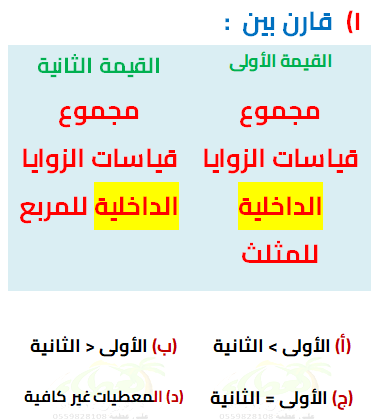 ١) قارن بين :
القيمة الأولى
القيمة الثانية
مجموع
قياسات الزوايا
الداخلية
للمثلث
مجموع
قياسات الزوايا
الداخلية للمربع
(أ) الأولى > الثانية
(ب) الأولى < الثانية
(ج) الأولى = الثانية
(د) المعطيات غير كافية